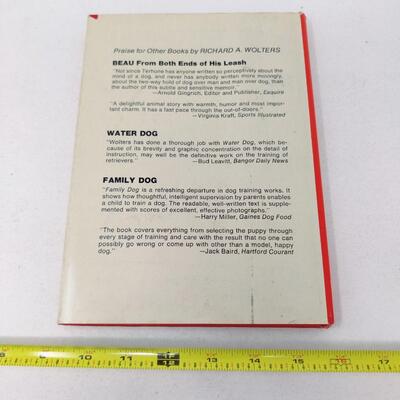 Praise for Other Books by RICHARD A. WOLTERS
BEAU From Both Ends of His Leash
"Not since Terhune has anyone written so perceptively about the
mind of a dog, and never has anybody written more movingly,
about the two-way hold of dog over man and man over dog, than
the author of this subtle and sensitive memoir."
—Arnold Gingrich, Editor and Publisher, Esquire
"A delightful animal story with warmth, humor and most impor-
tant charm. It has a fast pace through the out-of-doors."
—Virginia Kraft, Sports Illustrated
WATER DOG
"Wolters has done a thorough job with Water Dog, which be-
cause of its brevity and graphic concentration on the detail of
instruction, may well be the definitive work on the training of
retrievers."
—Bud Leavitt, Bangor Daily News
FAMILY DOG
"Family Dog is a refreshing departure in dog training works. It
shows how thoughtful, intelligent supervision by parents enables
a child to train a dog. The readable, well-written text is supple-
mented with scores of excellent, effective photographs."
—Harry Miller, Gaines Dog Food
"The book covers everything from selecting the puppy through
every stage of training and care with the result that no one can
possibly go wrong or come up with other than a model, happy
dog."
—Jack Baird, Hartford Courant
10 11 13 14 15 16 17